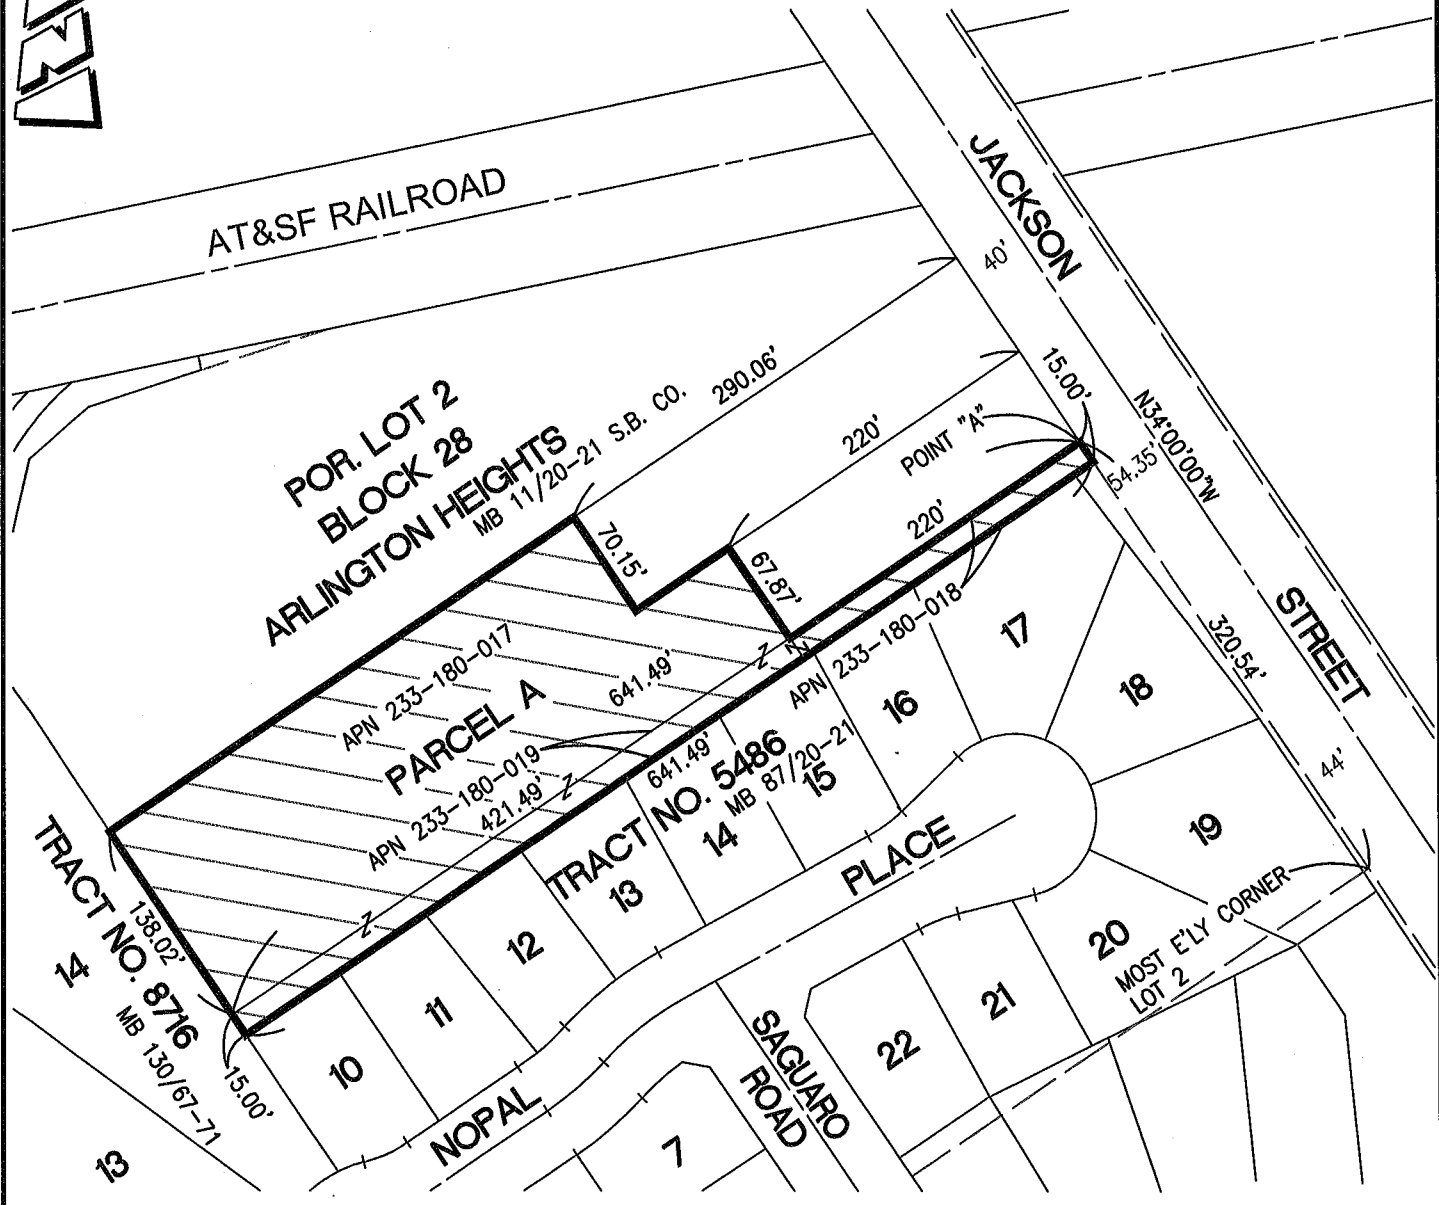 AT&SF RAILROAD
JACKSON
STREET
40'
15.00'
N34°00'00"W
54.35'
320.54'
44'
POR. LOT 2
BLOCK 28
ARLINGTON HEIGHTS
MB 11/20-21 S.B. CO.
290.06'
220'
POINT "A"
220'
70.15'
67.87'
APN 233-180-017
PARCEL A
641.49'
APN 233-180-019
421.49'
APN 233-180-018
641.49'
TRACT NO. 5486
MB 87/20-21
TRACT NO. 8716
MB 130/67-71
138.02'
15.00'
14
13
10
11
12
13
14
15
16
17
18
19
20
21
22
7
MOST E'LY CORNER
LOT 2
NOPAL
PLACE
SAGUARO
ROAD
Z
Z
Z
Z